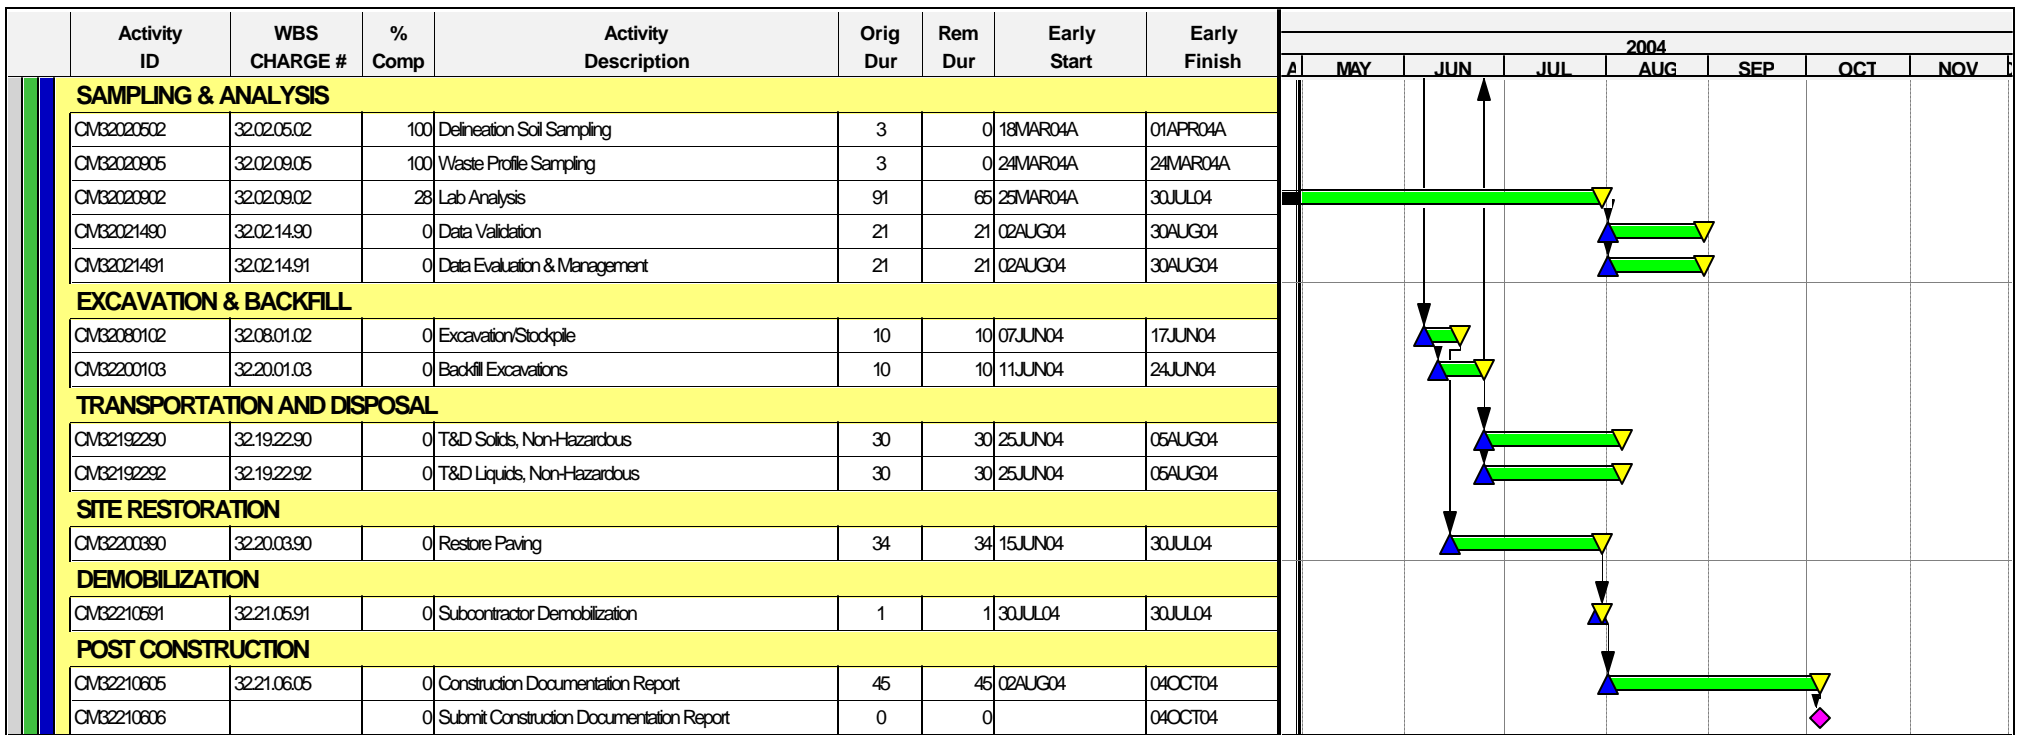 Activity ID WBS CHARGE # % Comp Activity Description Orig Dur Rem Dur Early Start Early Finish
2004
A MAY JUN JUL AUG SEP OCT NOV
SAMPLING & ANALYSIS
CM32020502 32.02.05.02 100 Delineation Soil Sampling 3 0 18MAR04A 01APR04A
CM32020905 32.02.09.05 100 Waste Profile Sampling 3 0 24MAR04A 24MAR04A
CM32020902 32.02.09.02 28 Lab Analysis 91 65 25MAR04A 30JUL04
CM32021490 32.02.14.90 0 Data Validation 21 21 02AUG04 30AUG04
CM32021491 32.02.14.91 0 Data Evaluation & Management 21 21 02AUG04 30AUG04
EXCAVATION & BACKFILL
CM32080102 32.08.01.02 0 Excavation/Stockpile 10 10 07JUN04 17JUN04
CM32200103 32.20.01.03 0 Backfill Excavations 10 10 11JUN04 24JUN04
TRANSPORTATION AND DISPOSAL
CM32192290 32.19.22.90 0 T&D Solids, Non-Hazardous 30 30 25JUN04 05AUG04
CM32192292 32.19.22.92 0 T&D Liquids, Non-Hazardous 30 30 25JUN04 05AUG04
SITE RESTORATION
CM32200390 32.20.03.90 0 Restore Paving 34 34 15JUN04 30JUL04
DEMOBILIZATION
CM32210591 32.21.05.91 0 Subcontractor Demobilization 1 1 30JUL04 30JUL04
POST CONSTRUCTION
CM32210605 32.21.06.05 0 Construction Documentation Report 45 45 02AUG04 04OCT04
CM32210606 0 Submit Construction Documentation Report 0 0 04OCT04